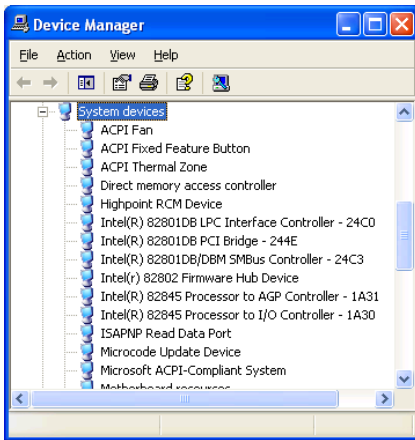 Device Manager
File Action View Help
System devices
ACPI Fan
ACPI Fixed Feature Button
ACPI Thermal Zone
Direct memory access controller
Highpoint RCM Device
Intel(R) 82801DB LPC Interface Controller - 24C0
Intel(R) 82801DB PCI Bridge - 244E
Intel(R) 82801DB/DBM SMBus Controller - 24C3
Intel(r) 82802 Firmware Hub Device
Intel(R) 82845 Processor to AGP Controller - 1A31
Intel(R) 82845 Processor to I/O Controller - 1A30
ISAPNP Read Data Port
Microcode Update Device
Microsoft ACPI-Compliant System
Motherboard resources